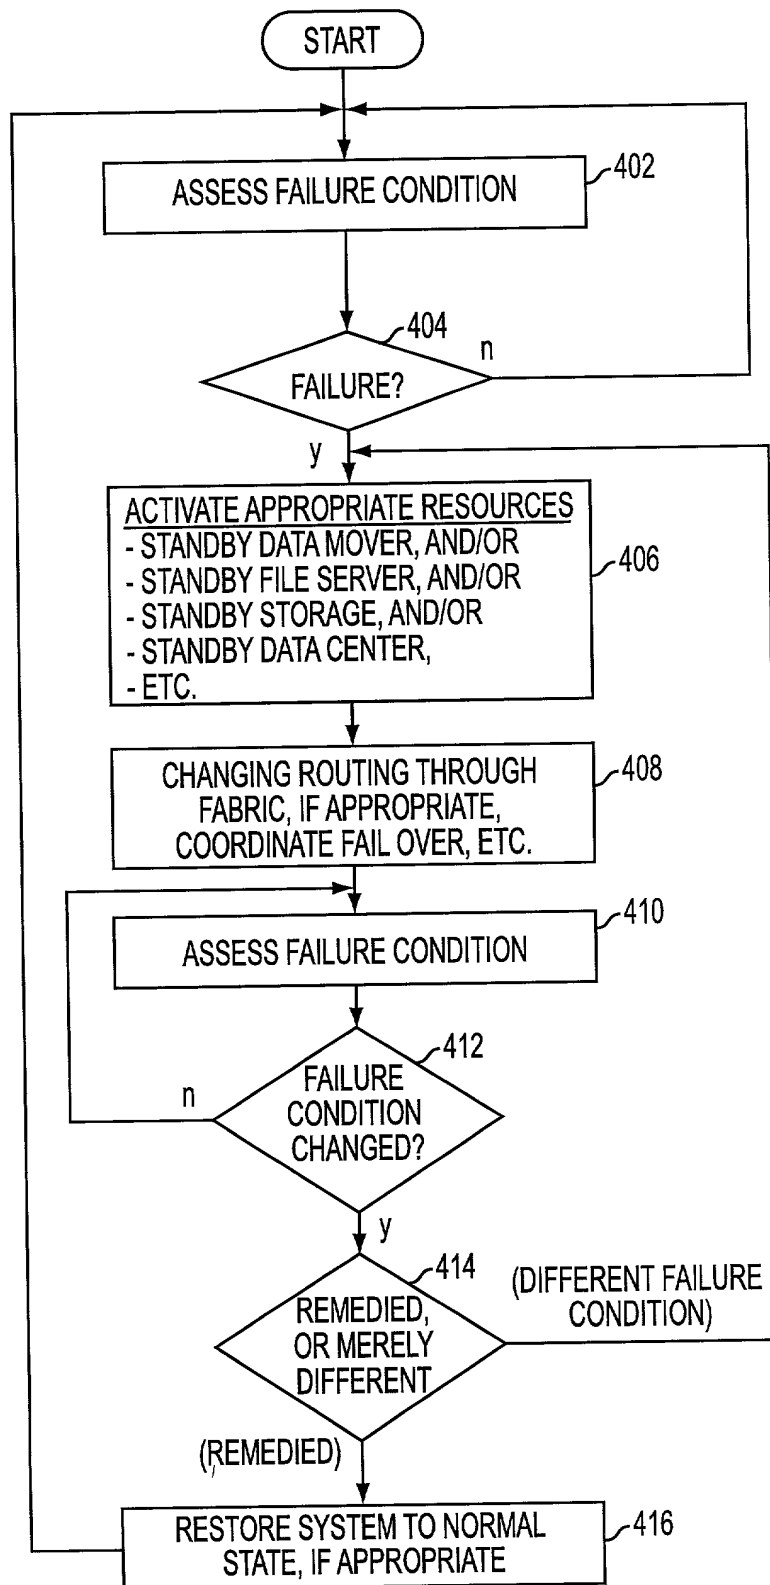 START
ASSESS FAILURE CONDITION
402
404
n
FAILURE?
y
ACTIVATE APPROPRIATE RESOURCES
- STANDBY DATA MOVER, AND/OR
- STANDBY FILE SERVER, AND/OR
- STANDBY STORAGE, AND/OR
- STANDBY DATA CENTER,
- ETC.
406
CHANGING ROUTING THROUGH
FABRIC, IF APPROPRIATE,
COORDINATE FAIL OVER, ETC.
408
ASSESS FAILURE CONDITION
410
412
n
FAILURE
CONDITION
CHANGED?
y
414
REMEDIED,
OR MERELY
DIFFERENT
(DIFFERENT FAILURE
CONDITION)
(REMEDIED)
RESTORE SYSTEM TO NORMAL
STATE, IF APPROPRIATE
416